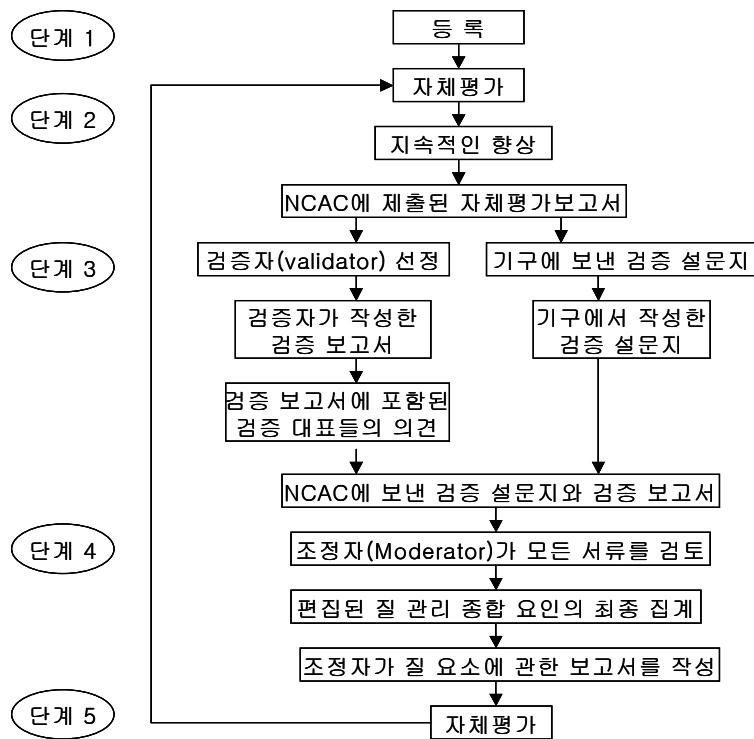 단계 1
등 록
자체평가
단계 2
지속적인 향상
NCAC에 제출된 자체평가보고서
단계 3
검증자(validator) 선정
기구에 보낸 검증 설문지
검증자가 작성한
검증 보고서
기구에서 작성한
검증 설문지
검증 보고서에 포함된
검증 대표들의 의견
NCAC에 보낸 검증 설문지와 검증 보고서
단계 4
조정자(Moderator)가 모든 서류를 검토
편집된 질 관리 종합 요인의 최종 집계
조정자가 질 요소에 관한 보고서를 작성
단계 5
자체평가